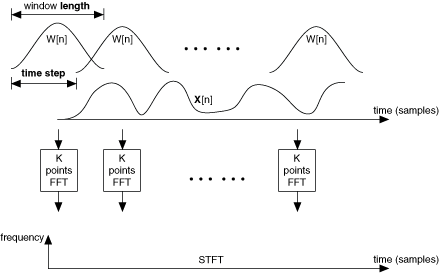 window length
W[n]
W[n]
W[n]
time step
X[n]
time (samples)
K
points
FFT
K
points
FFT
K
points
FFT
frequency
STFT
time (samples)